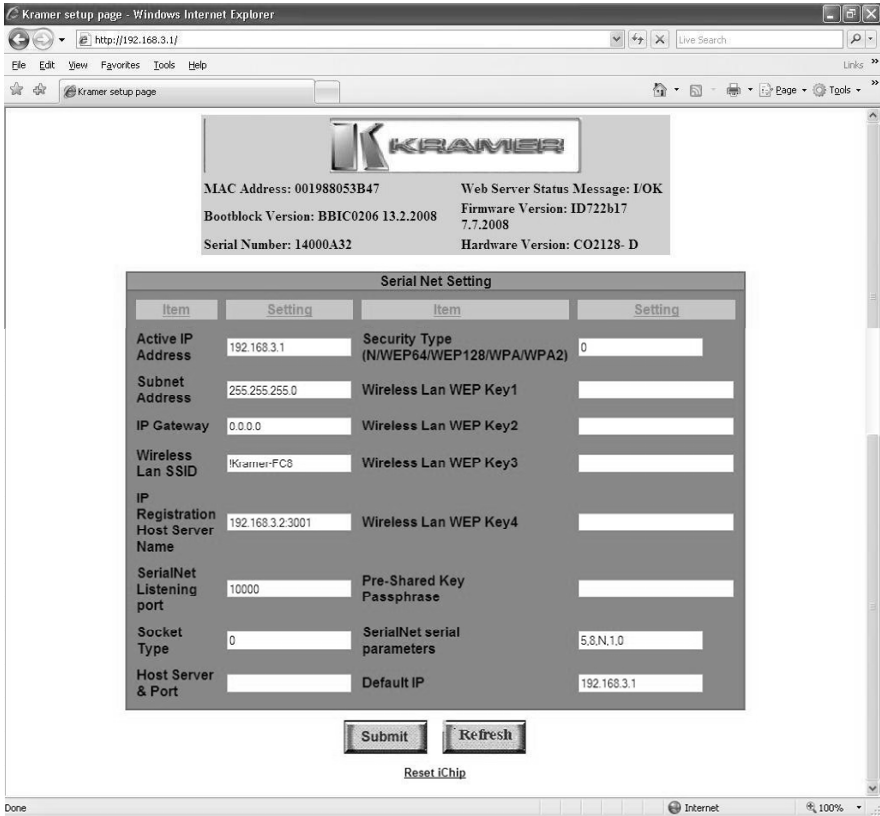 Kramer setup page - Windows Internet Explorer
http://192.168.3.1/
Live Search
File Edit View Favorites Tools Help
Links »
Kramer setup page
Page Tools »
KRAMER
MAC Address: 001988053B47 Web Server Status Message: I/OK
Bootblock Version: BBIC0206 13.2.2008 Firmware Version: ID722b17 7.7.2008
Serial Number: 14000A32 Hardware Version: CO2128- D
Serial Net Setting
Item Setting Item Setting
Active IP Address 192.168.3.1 Security Type (N/WEP64/WEP128/WPA/WPA2) 0
Subnet Address 255.255.255.0 Wireless Lan WEP Key1
IP Gateway 0.0.0.0 Wireless Lan WEP Key2
Wireless Lan SSID !Kramer-FC8 Wireless Lan WEP Key3
IP Registration Host Server Name 192.168.3.2:3001 Wireless Lan WEP Key4
SerialNet Listening port 10000 Pre-Shared Key Passphrase
Socket Type 0 SerialNet serial parameters 5,8,N,1,0
Host Server & Port Default IP 192.168.3.1
Submit Refresh
Reset iChip
Done Internet 100%